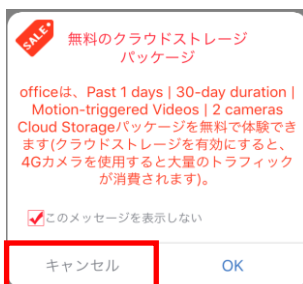 SALE
無料のクラウドストレージ
パッケージ
officeは、Past 1 days
| 30-day duration |
Motion-triggered Videos | 2 cameras
Cloud Storageパッケージを無料で体験でき
ます(クラウドストレージを有効にすると、
4Gカメラを使用すると大量のトラフィック
が消費されます)。
このメッセージを表示しない
キャンセル
OK